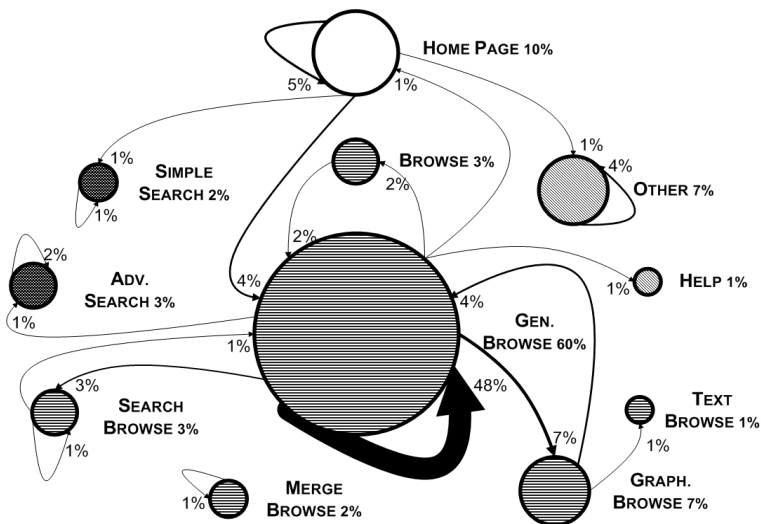 HOME PAGE 10%
5%
1%
1%
1%
SIMPLE
SEARCH 2%
1%
BROWSE 3%
2%
4%
OTHER 7%
2%
2%
ADV.
SEARCH 3%
1%
4%
4%
1%
HELP 1%
GEN.
BROWSE 60%
1%
3%
SEARCH
BROWSE 3%
1%
48%
7%
TEXT
BROWSE 1%
1%
MERGE
BROWSE 2%
1%
GRAPH.
BROWSE 7%